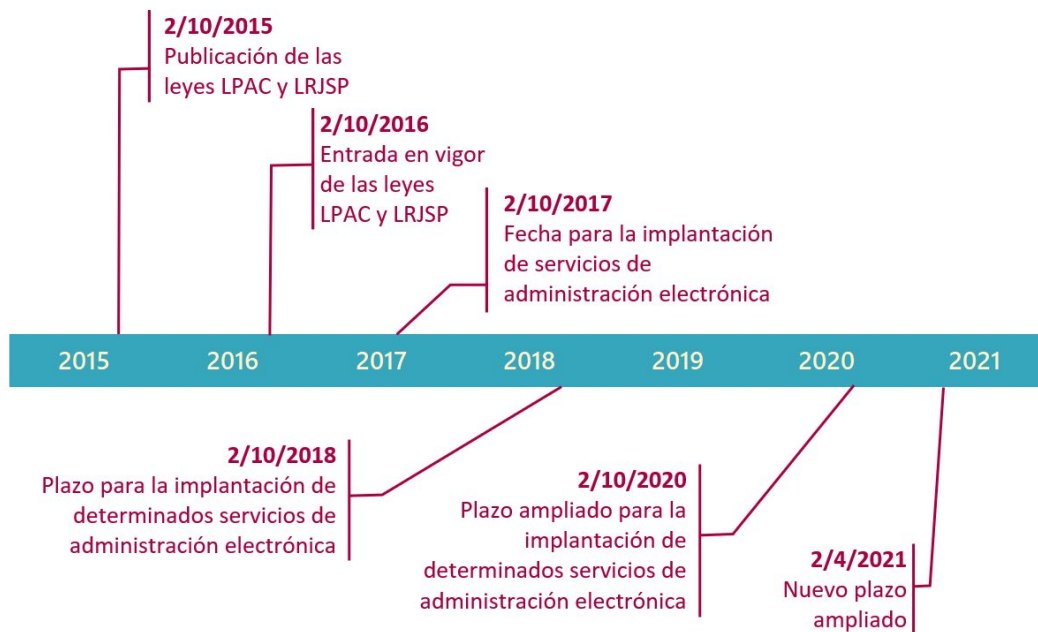 2/10/2015
Publicación de las
leyes LPAC y LRJSP
2/10/2016
Entrada en vigor
de las leyes
LPAC y LRJSP
2/10/2017
Fecha para la implantación
de servicios de
administración electrónica
2015 2016 2017 2018 2019 2020 2021
2/10/2018
Plazo para la implantación de
determinados servicios de
administración electrónica
2/10/2020
Plazo ampliado para la
implantación de
determinados servicios de
administración electrónica
2/4/2021
Nuevo plazo
ampliado